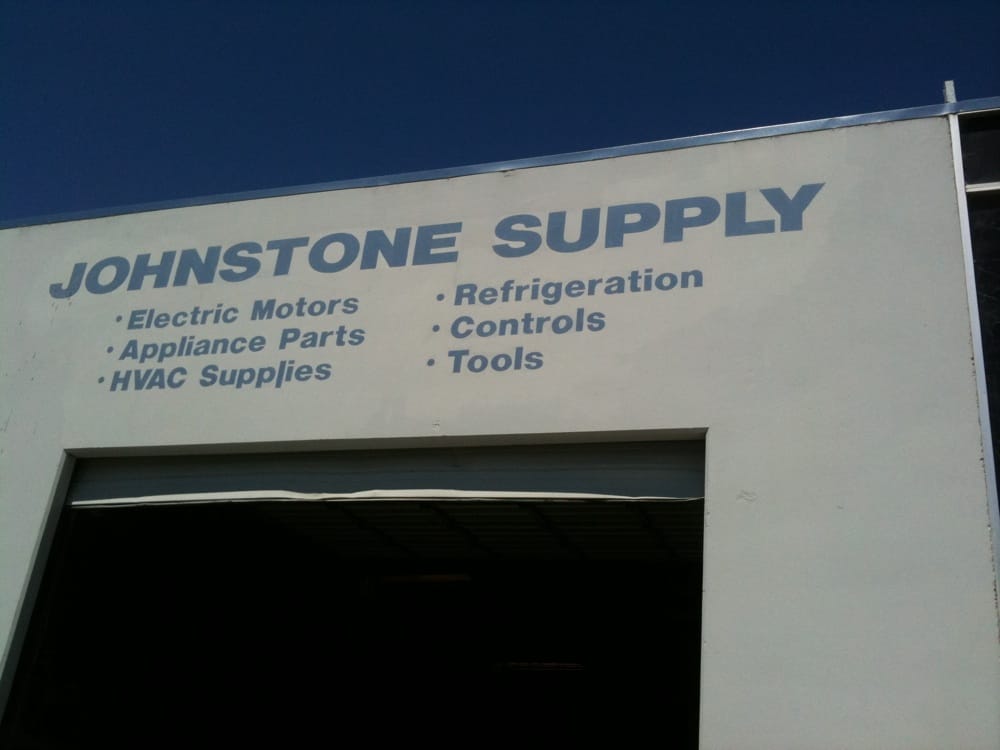 JOHNSTONE SUPPLY
• Electric Motors
• Appliance Parts
• HVAC Supplies
• Refrigeration
• Controls
• Tools